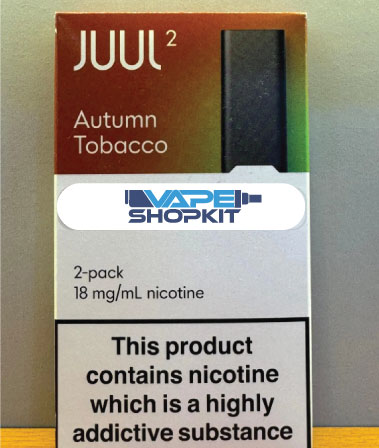 JUUL2
Autumn
Tobacco
VAPE
SHOPKIT
2-pack
18 mg/mL nicotine
This product
contains nicotine
which is a highly
addictive substance